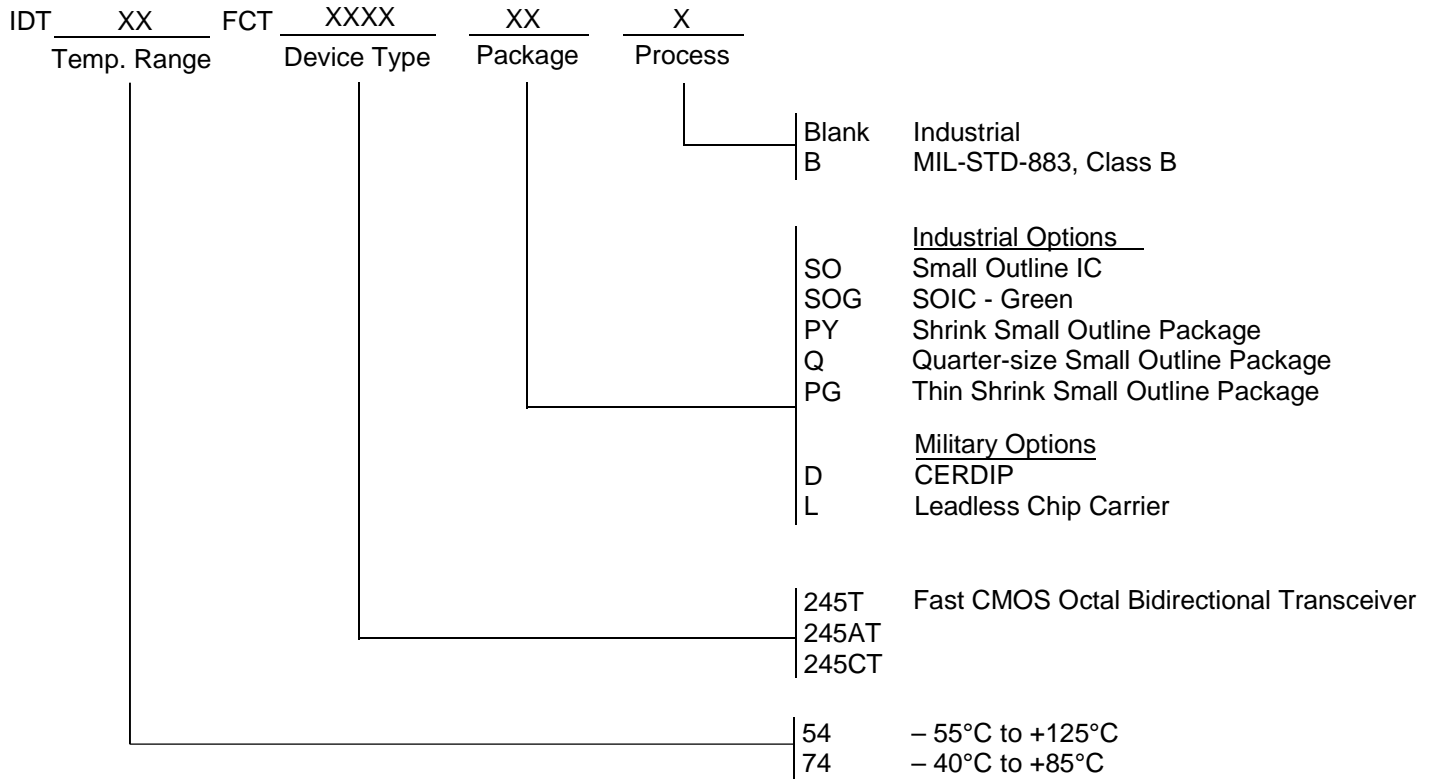 IDT XX FCT XXXX XX X
Temp. Range Device Type Package Process
Blank Industrial
B MIL-STD-883, Class B
Industrial Options
SO Small Outline IC
SOG SOIC - Green
PY Shrink Small Outline Package
Q Quarter-size Small Outline Package
PG Thin Shrink Small Outline Package
Military Options
D CERDIP
L Leadless Chip Carrier
245T Fast CMOS Octal Bidirectional Transceiver
245AT
245CT
54 – 55°C to +125°C
74 – 40°C to +85°C